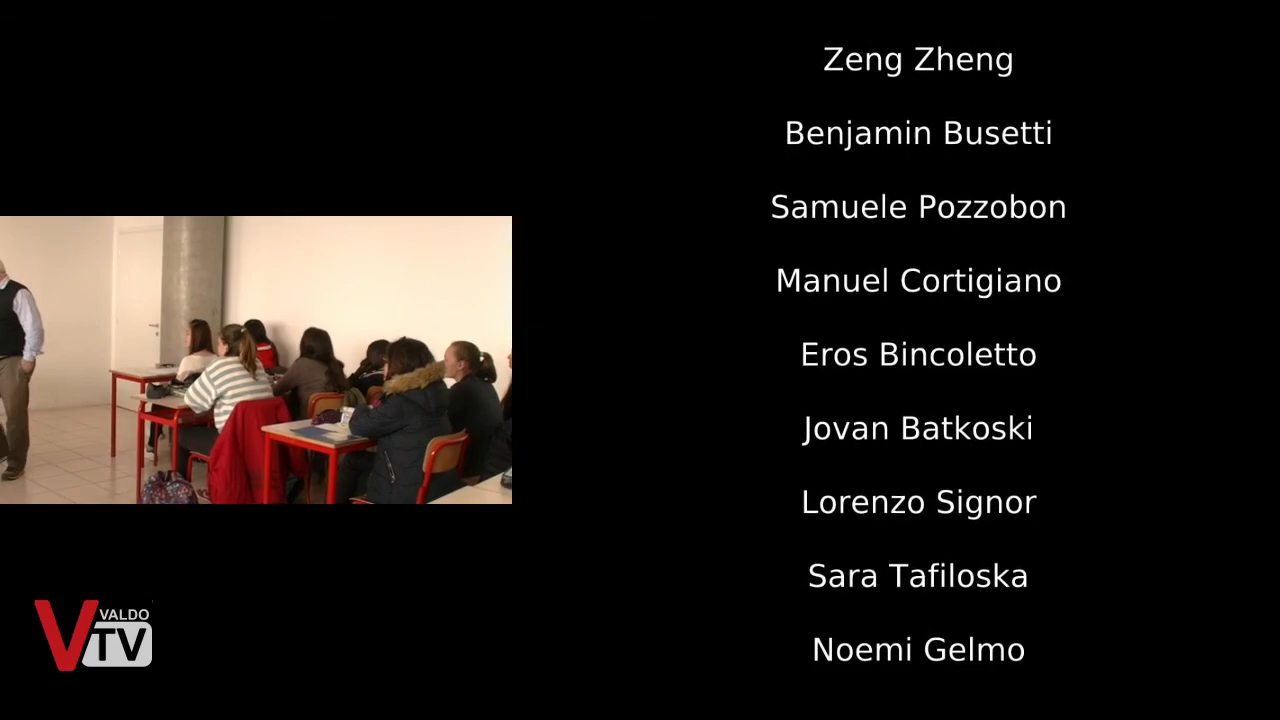 Zeng Zheng
Benjamin Busetti
Samuele Pozzobon
Manuel Cortigiano
Eros Bincoletto
Jovan Batkoski
Lorenzo Signor
Sara Tafiloska
Noemi Gelmo
V VALDO
TV